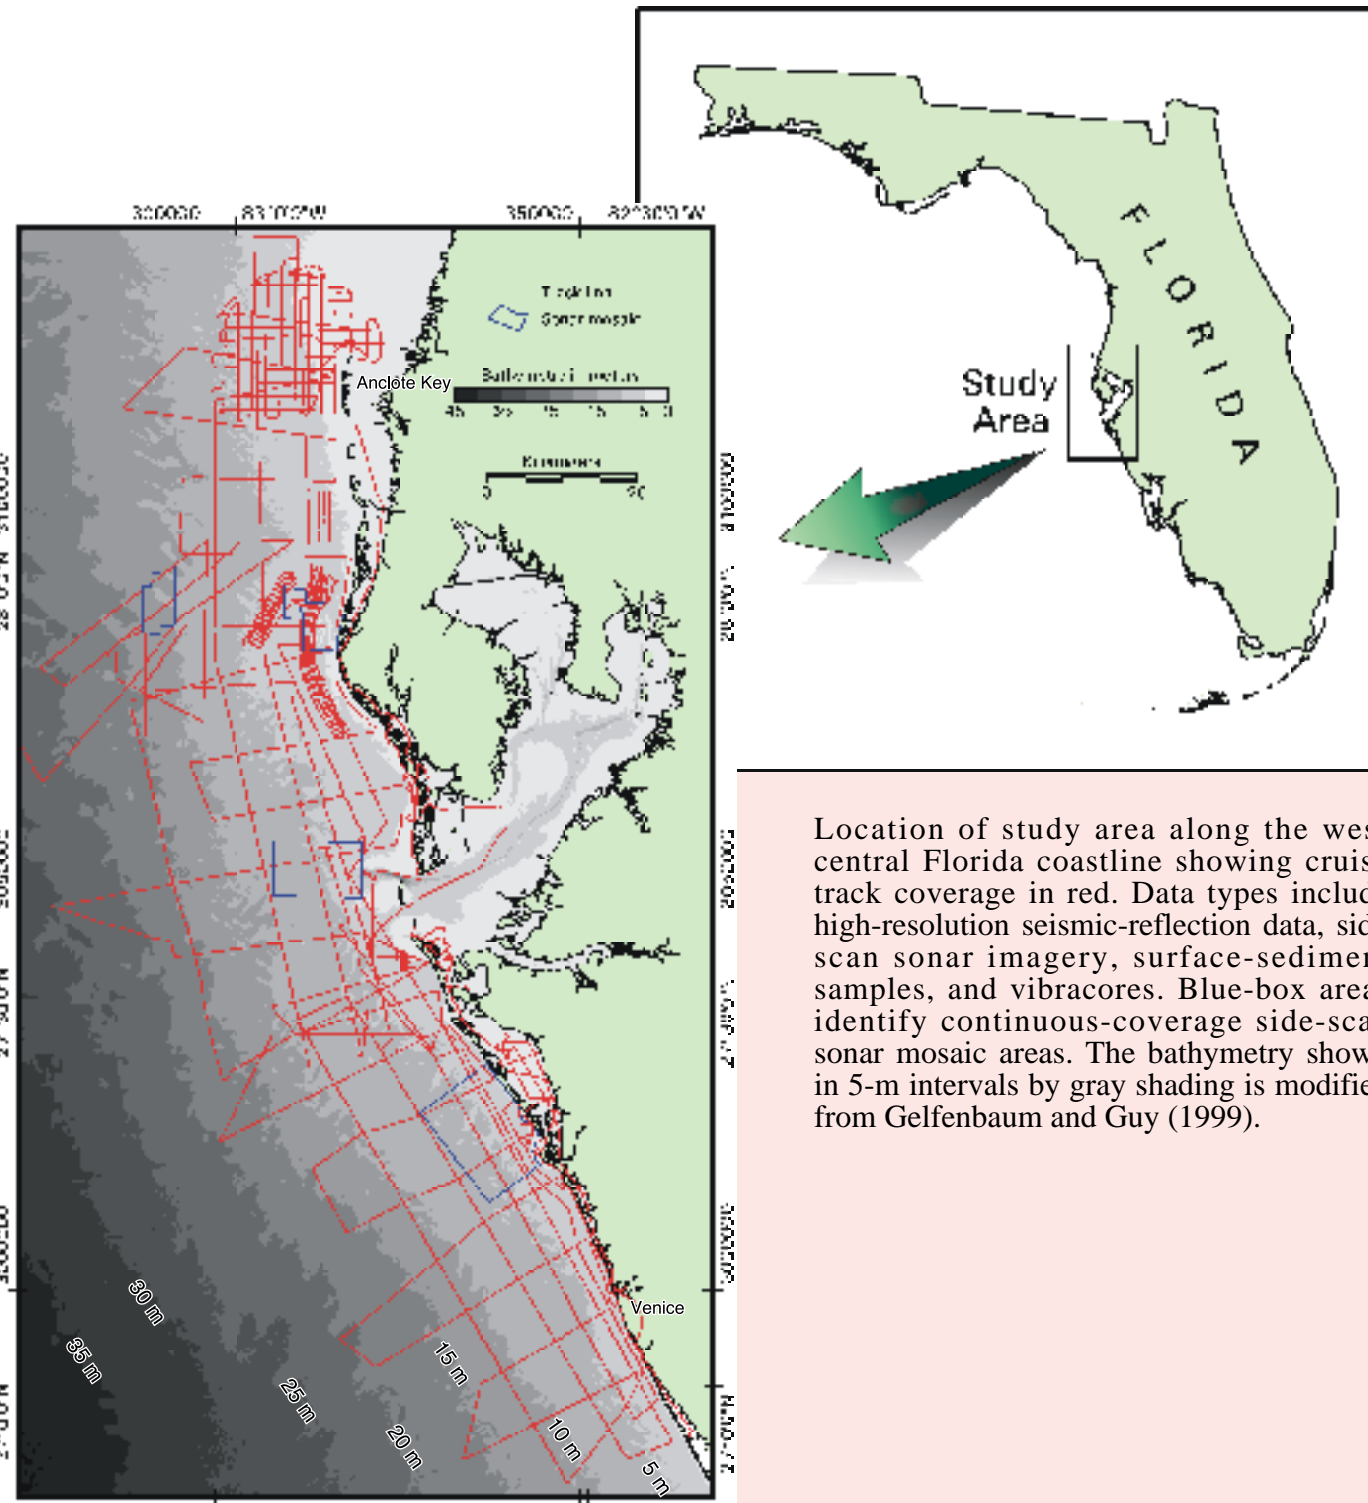 FLORIDA
Study
Area
Sonar mosaic
Anclote Key
Venice
30 m
35 m
25 m
20 m
15 m
10 m
5 m
Location of study area along the wes
central Florida coastline showing cruis
track coverage in red. Data types includ
high-resolution seismic-reflection data, sid
scan sonar imagery, surface-sedimen
samples, and vibracores. Blue-box area
identify continuous-coverage side-sca
sonar mosaic areas. The bathymetry show
in 5-m intervals by gray shading is modifie
from Gelfenbaum and Guy (1999).